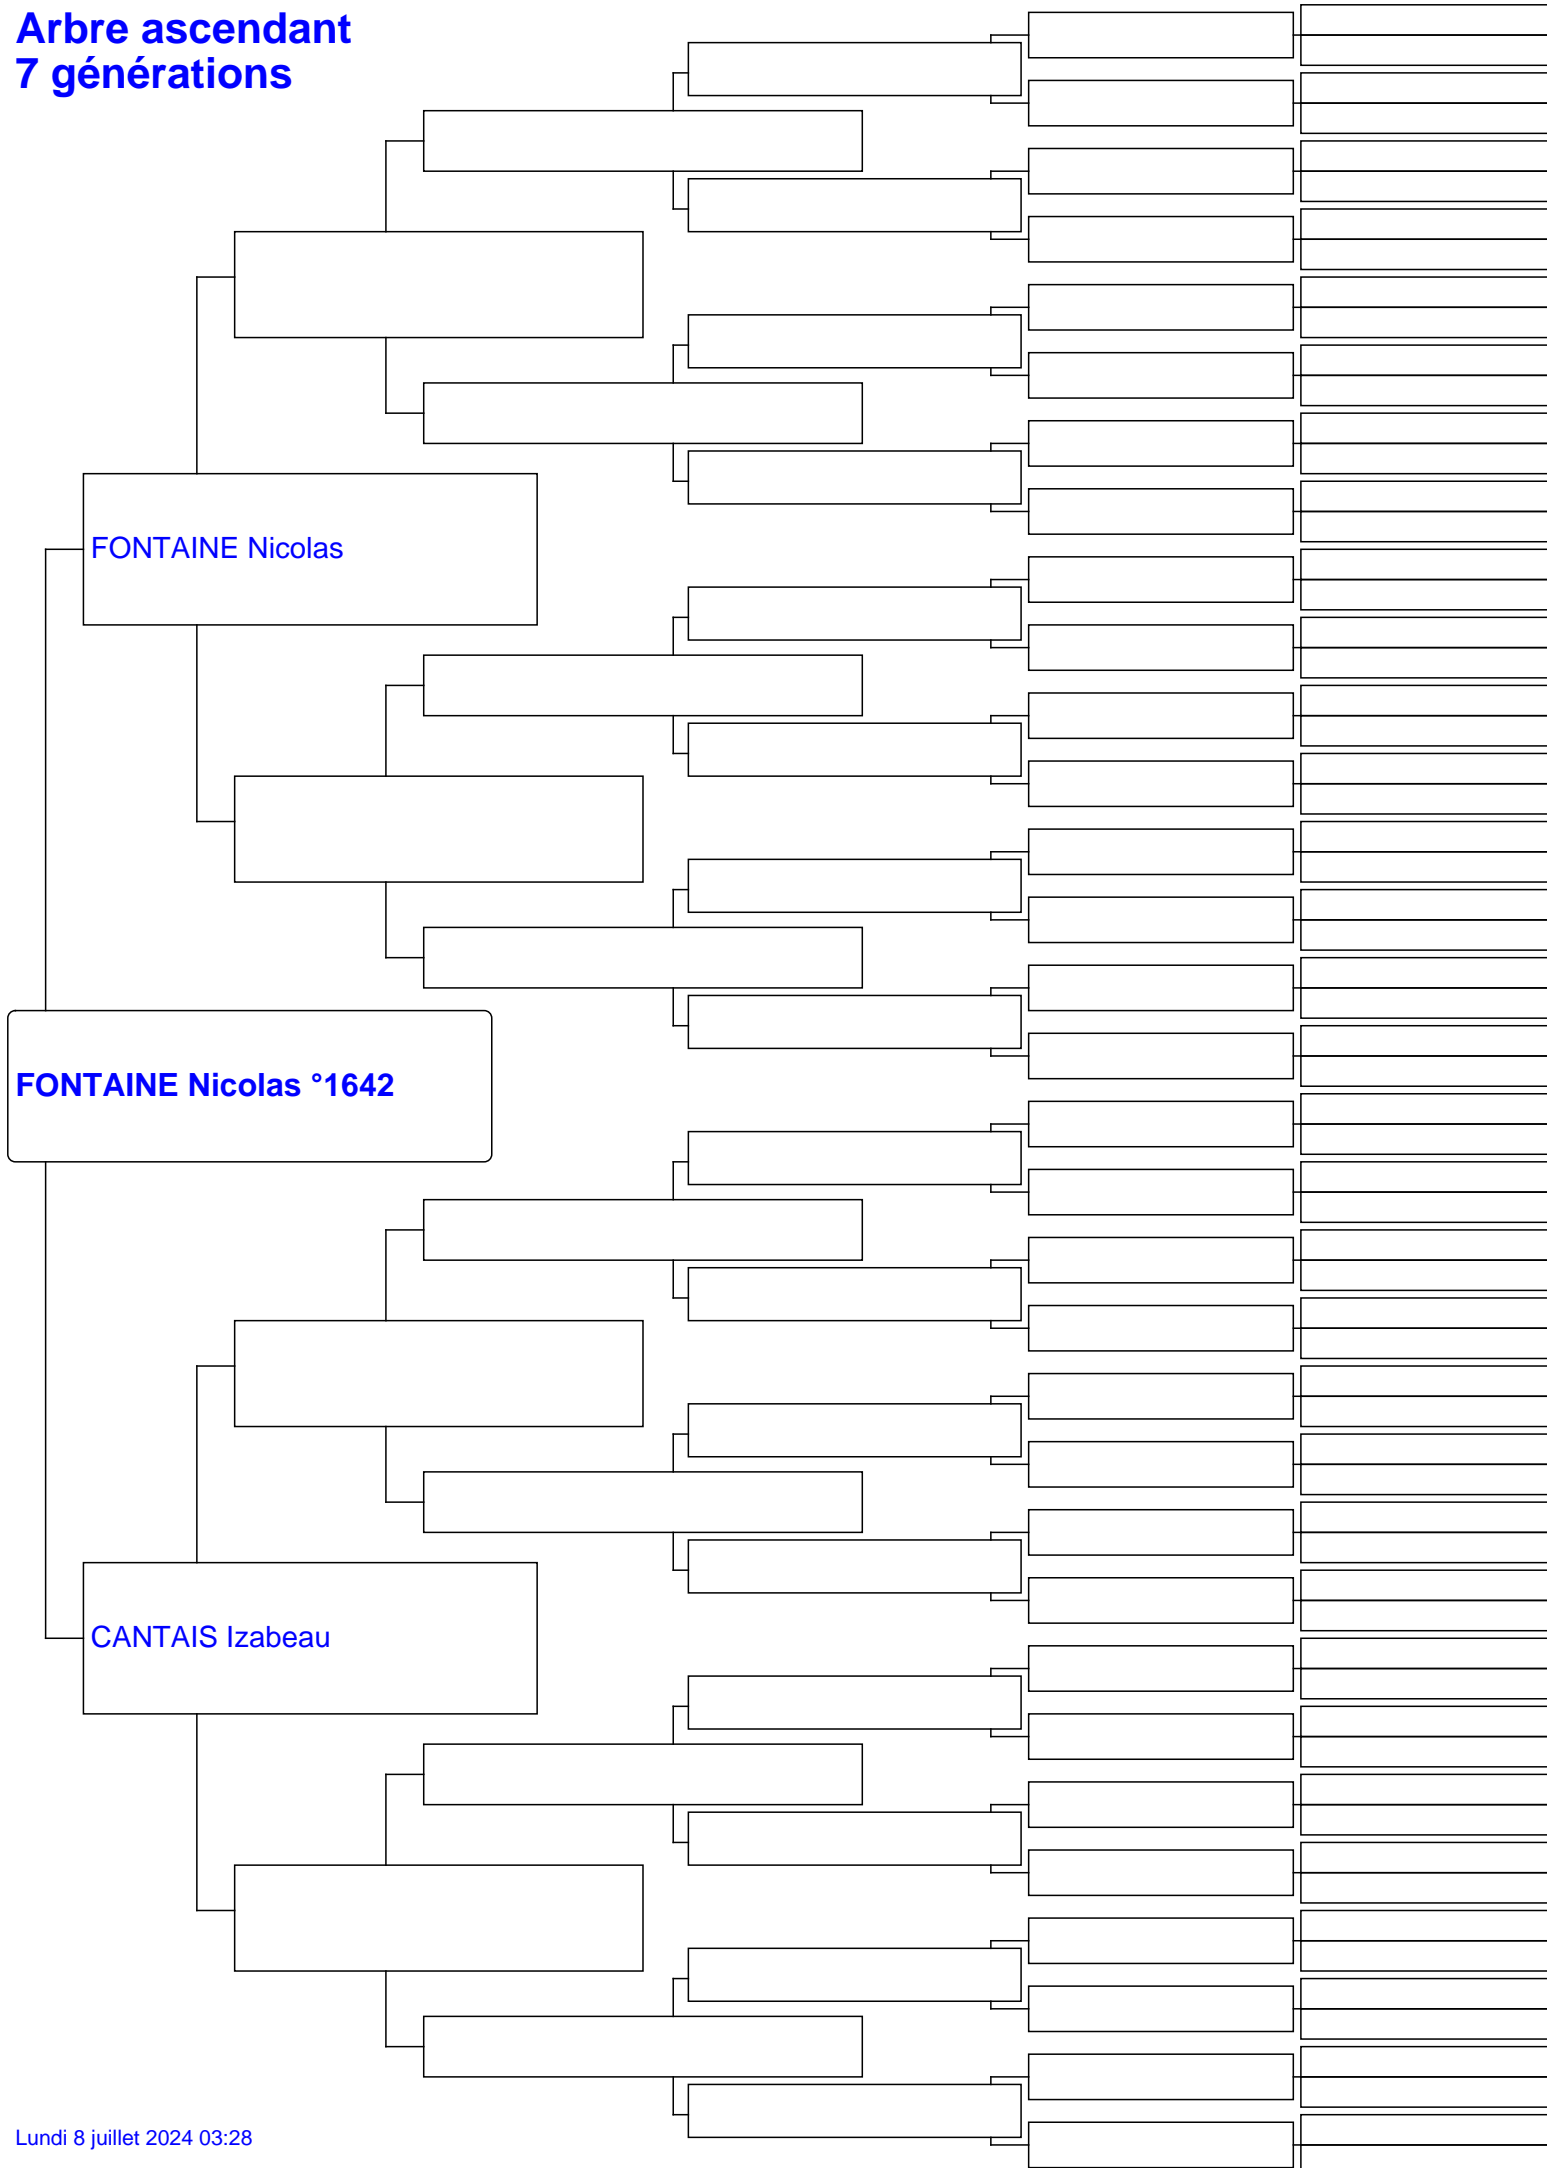 Arbre ascendant
7 générations
FONTAINE Nicolas
FONTAINE Nicolas °1642
CANTAIS Izabeau
Lundi 8 juillet 2024 03:28